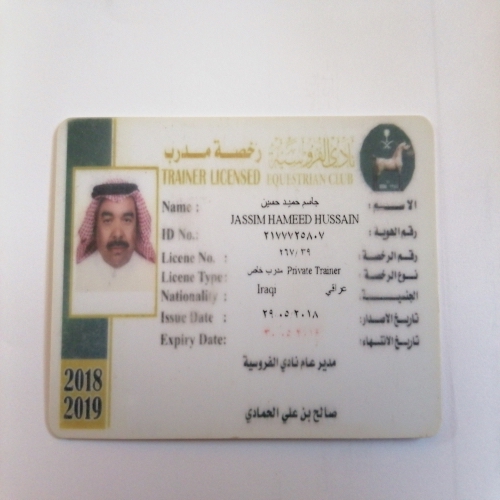 رخصة مدرب نادي الفروسية
TRAINER LICENSED EQUESTRIAN CLUB
Name : جاسم حميد حسين الاسم :
JASSIM HAMEED HUSSAIN
ID No.: ٢١٧٧٧٢٥٨٠٧ رقم الهوية :
Licene No. : ٢٦٧/٣٩ رقم الرخصة :
Licene Type: مدرب خاص Private Trainer نوع الرخصة :
Nationality : Iraqi عراقي الجنسية :
Issue Date : ٢٩.٠٥.٢٠١٨ تاريخ الاصدار:
Expiry Date: تاريخ الانتهاء:
مدير عام نادي الفروسية
2018
2019
صالح بن علي الحمادي